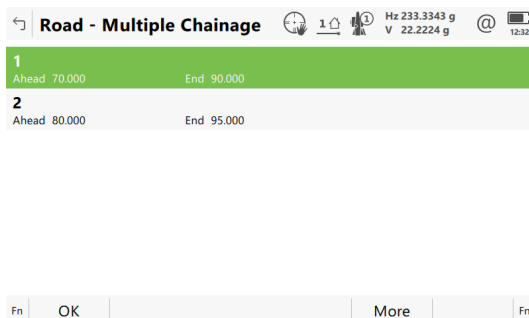 Road - Multiple Chainage
1
1
Hz 233.3343 g
V 22.2224 g
@
12:32
1
Ahead 70.000 End 90.000
2
Ahead 80.000 End 95.000
Fn OK More Fn